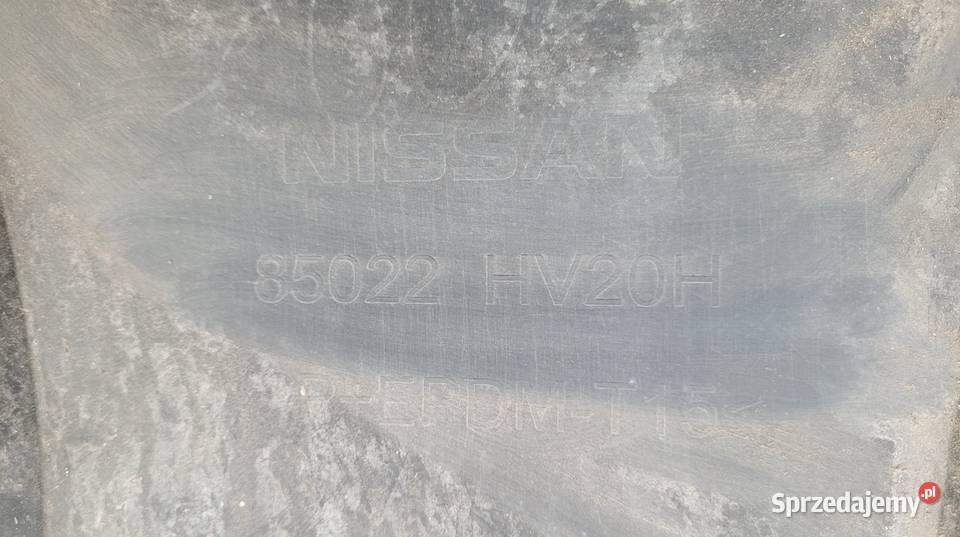 NISSAN
85022 HV20H
P+EPDM-T15<
Sprzedajemy.pl